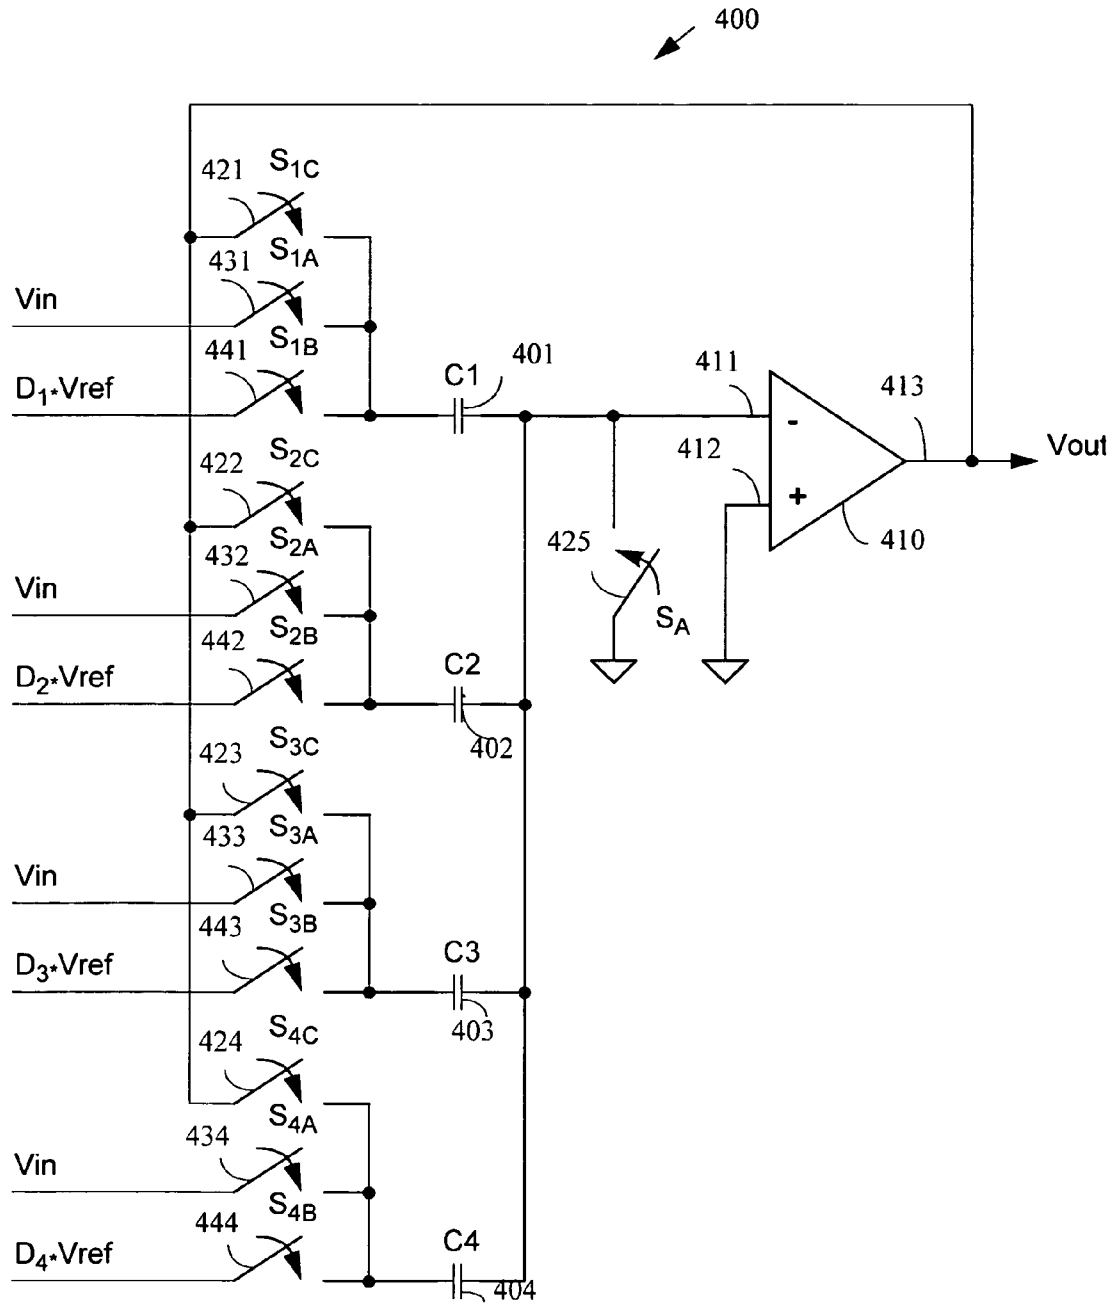 400
S1C
421
S1A
431
Vin
S1B
441
D1*Vref
C1
401
411
413
Vout
412
-
+
410
S2C
422
S2A
432
Vin
S2B
442
D2*Vref
C2
402
425
SA
S3C
423
S3A
433
Vin
S3B
443
D3*Vref
C3
403
S4C
424
S4A
434
Vin
S4B
444
D4*Vref
C4
404